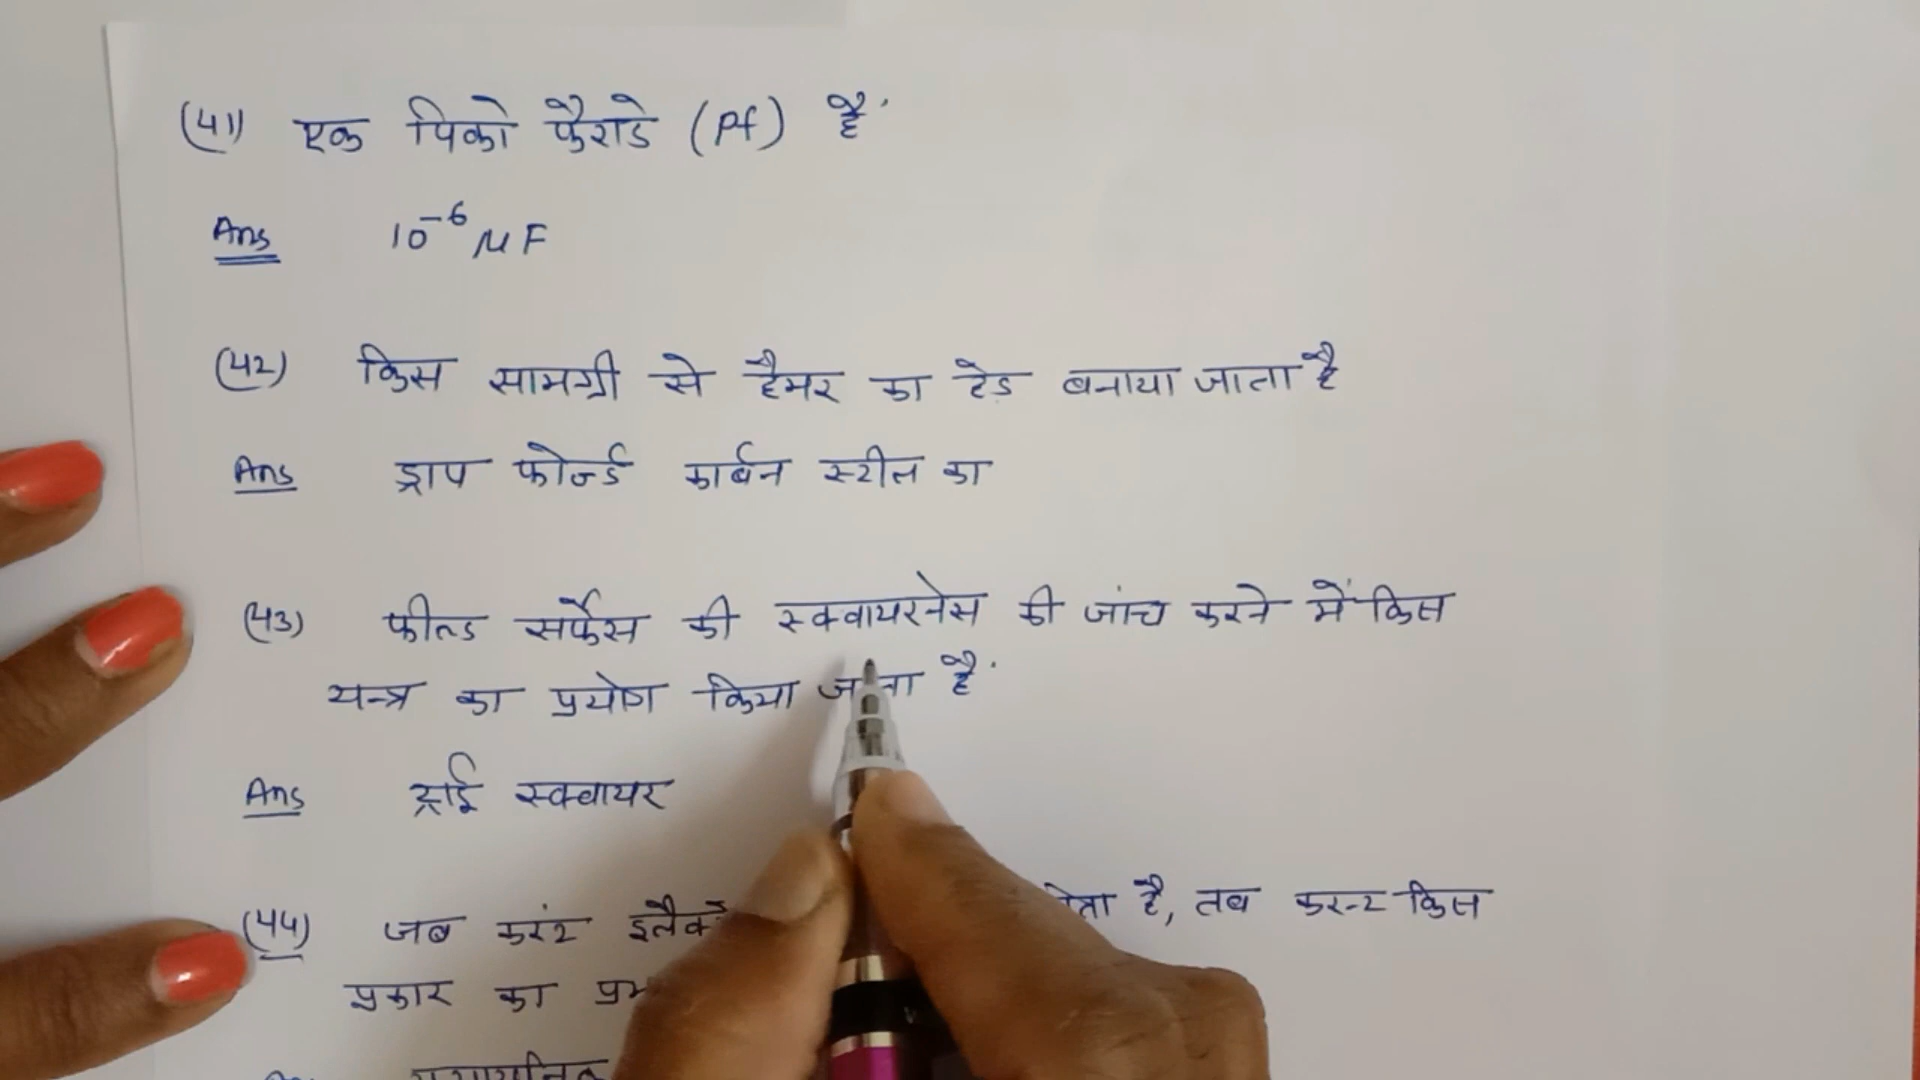 (41) एक पिको फैराडे (Pf) है.
Ans 10⁻⁶ μF
(42) किस सामग्री से हैमर का हेड बनाया जाता है
Ans ड्राप फोर्ज्ड कार्बन स्टील का
(43) फील्ड सर्फेस की स्क्वायरनेस की जांच करने में किस
यन्त्र का प्रयोग किया जाता है.
Ans ट्राई स्क्वायर
(44) जब करंट है, तब करन्ट किस
प्रकार का